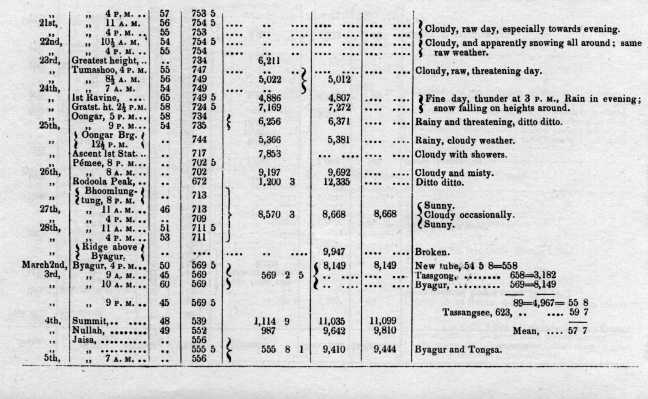 „ „ 4 P. M. .. 57 753 5
21st, „ 11 A. M. 56 754 5 .... .. .. .... .... .... .... Cloudy, raw day, especially towards evening.
„ „ 4 P. M. .. 55 753
22nd, „ 10½ A. M. 54 754 5 .... .. .. .... .... .... .... Cloudy, and apparently snowing all around; same
„ „ 4 P. M. .. 55 754 raw weather.
23rd, Greatest height, .. .. 734 6,211
„ Tumashoo, 4 P. M. 55 747 .... .. .. .... .... .... .... Cloudy, raw, threatening day.
„ „ 8½ A. M. 56 749 5,022 5,012
24th, „ 7 A. M. 54 749 .... .. ..
„ 1st Ravine, .... 65 749 5 4,886 4,807 .... .... Fine day, thunder at 3 P. M., Rain in evening;
„ Gratst. ht. 2½ P.M. 58 724 5 7,169 7,272 .... .... snow falling on heights around.
„ Oongar, 5 P. M. .. 58 734 6,256 6,371 .... .... Rainy and threatening, ditto ditto.
25th, „ 9 P. M. .. 54 735
„ Oongar Brg. 12½ P. M. .. 744 5,366 5,381 .... .... Rainy, cloudy weather.
„ Ascent 1st Stat. .. .. 717 7,853 ... .... .... .... Cloudy with showers.
„ Pémee, 8 P. M. ... .. 702 5
26th, „ 8 A. M. ... .. 702 9,197 9,692 .... .... Cloudy and misty.
„ Rodoola Peak, .. .. 672 1,200 3 12,335 .... .... Ditto ditto.
„ Bhoomlungtung, 8 P. M. .. 713
27th, „ 11 A. M. .. 46 713 8,570 3 8,668 8,668 Sunny.
„ „ 4 P. M. ... .. 709 Cloudy occasionally.
28th, „ 11 A. M. .. 51 711 5 Sunny.
„ „ 4 P. M. ... 53 711
„ Ridge above Byagur. .. .... .... .. .. 9,947 .... .. Broken.
March 2nd, Byagur, 4 P.M. .. 50 569 5 8,149 8,149 New tube, 54 5 8=558
3rd, „ 9 A. M. .. 45 569 569 2 5 .... .. .... .... Tassgong, ........ 658=3,182
„ „ 10 A. M. .. 60 569 .. .. .... .... .... Byagur, ........ 569=8,149
89=4,967= 55 8
„ „ 9 P. M. .. 45 569 5 Tassangsee, 623, .. .... 59 7
4th, Summit, .. .... 48 539 1,114 9 11,035 11,099
„ Nullah, ......... 49 552 987 9,642 9,810 Mean, .... 57 7
„ Jaisa, .......... .. 556
„ „ .......... .. 555 5 555 8 1 9,410 9,444 Byagur and Tongsa.
5th, „ 7 A. M. .. .. 556